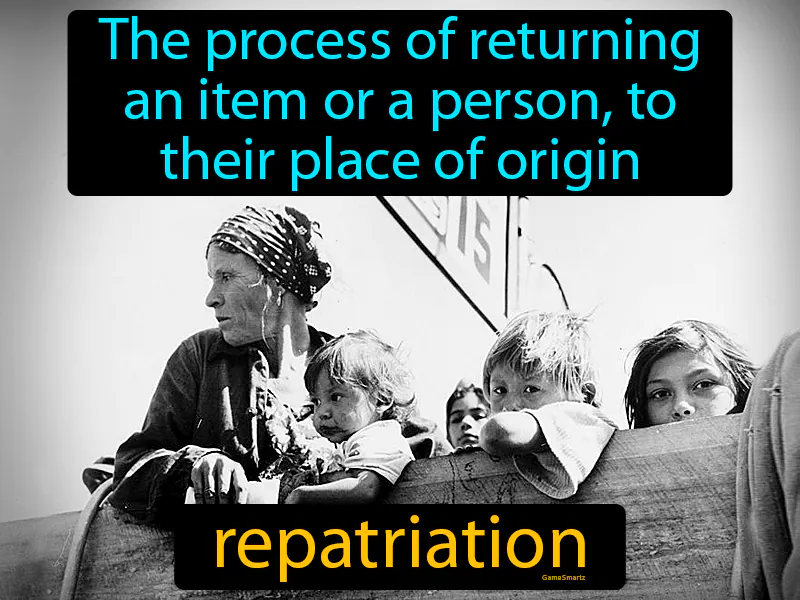 The process of returning
an item or a person, to
their place of origin
15
repatriation
GameSmartz